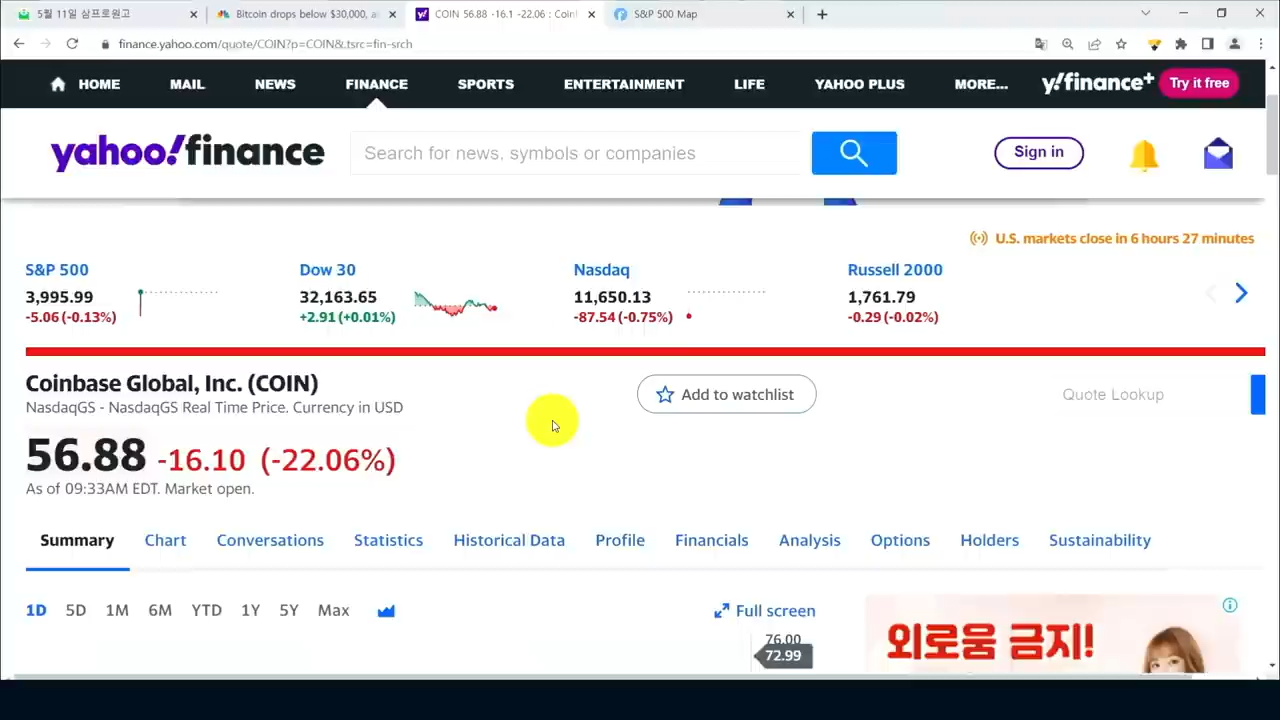 5월 11일 삼프로원고
Bitcoin drops below $30,000, a
COIN 56.88 -16.1 -22.06 : Coin
S&P 500 Map
finance.yahoo.com/quote/COIN?p=COIN&.tsrc=fin-srch
HOME MAIL NEWS FINANCE SPORTS ENTERTAINMENT LIFE YAHOO PLUS MORE... y!finance+ Try it free
yahoo!finance Search for news, symbols or companies Sign in
U.S. markets close in 6 hours 27 minutes
S&P 500 Dow 30 Nasdaq Russell 2000
3,995.99 32,163.65 11,650.13 1,761.79
-5.06 (-0.13%) +2.91 (+0.01%) -87.54 (-0.75%) -0.29 (-0.02%)
Coinbase Global, Inc. (COIN)
Add to watchlist Quote Lookup
NasdaqGS - NasdaqGS Real Time Price. Currency in USD
56.88 -16.10 (-22.06%)
As of 09:33AM EDT. Market open.
Summary Chart Conversations Statistics Historical Data Profile Financials Analysis Options Holders Sustainability
1D 5D 1M 6M YTD 1Y 5Y Max Full screen
76.00
72.99
외로움 금지!